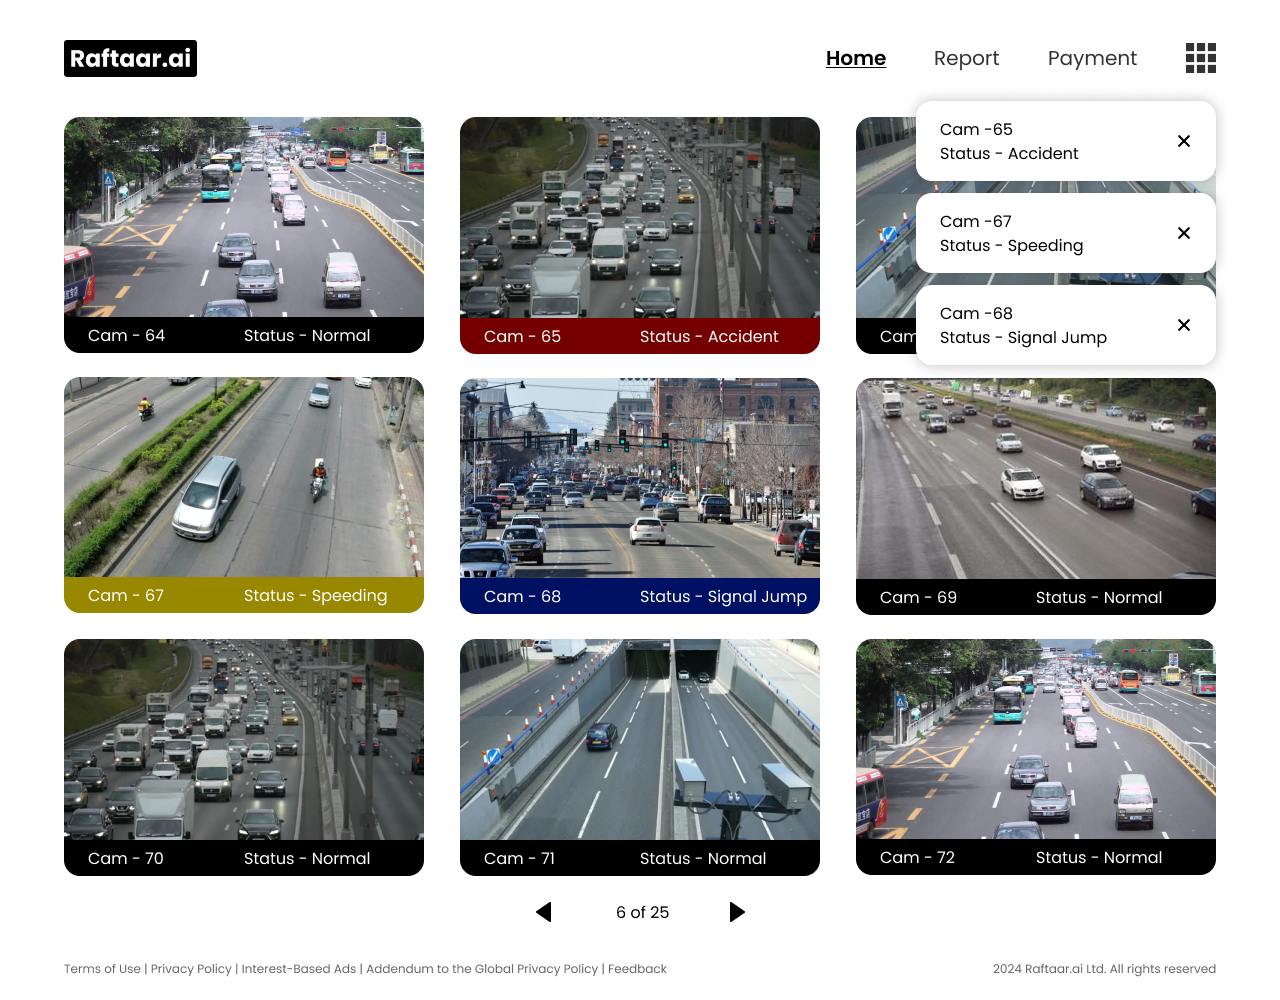 Raftaar.ai
Home Report Payment
Cam -65
Status - Accident
Cam -67
Status - Speeding
Cam -68
Status - Signal Jump
Cam - 64 Status - Normal
Cam - 65 Status - Accident
Cam
Cam - 67 Status - Speeding
Cam - 68 Status - Signal Jump
Cam - 69 Status - Normal
Cam - 70 Status - Normal
Cam - 71 Status - Normal
Cam - 72 Status - Normal
6 of 25
Terms of Use | Privacy Policy | Interest-Based Ads | Addendum to the Global Privacy Policy | Feedback
2024 Raftaar.ai Ltd. All rights reserved